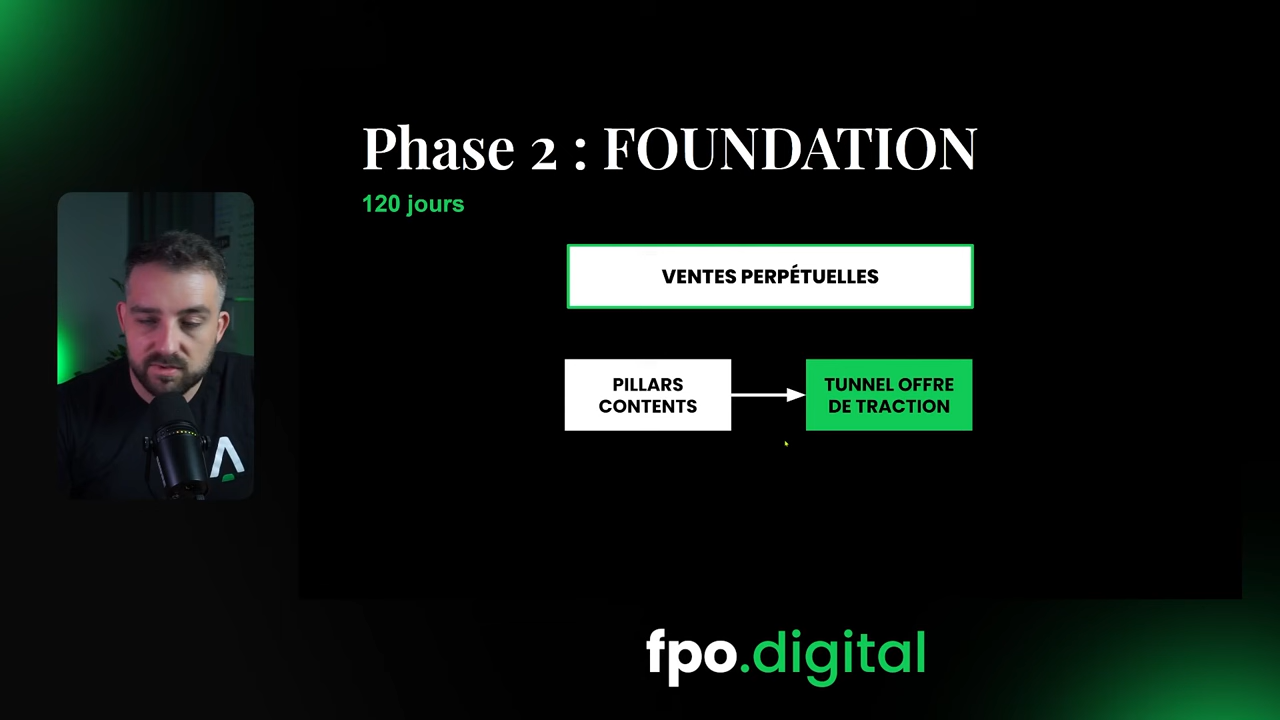 Phase 2 : FOUNDATION
120 jours
VENTES PERPÉTUELLES
PILLARS
CONTENTS
TUNNEL OFFRE
DE TRACTION
fpo.digital